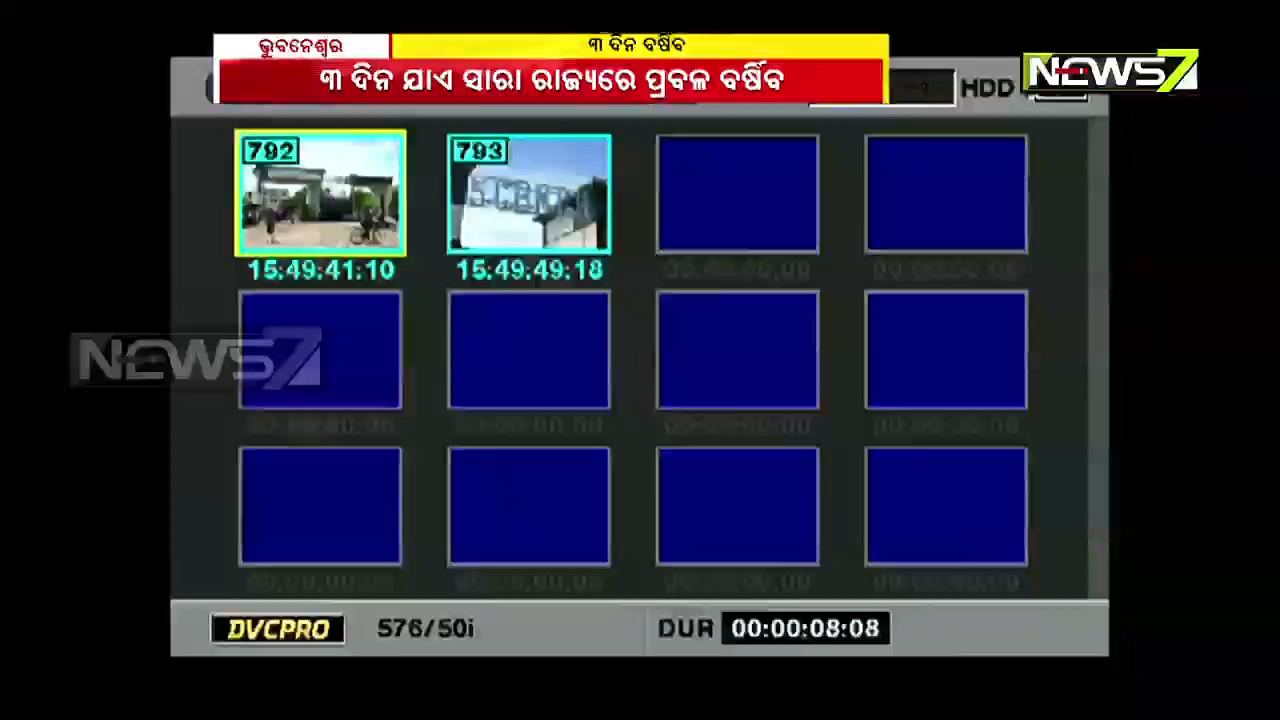 ଭୁବନେଶ୍ୱର
୩ ଦିନ ବର୍ଷିବ
୩ ଦିନ ଯାଏ ସାରା ରାଜ୍ୟରେ ପ୍ରବଳ ବର୍ଷିବ
HDD
NEWS7
792
793
15:49:41:10
15:49:49:18
NEWS7
DVCPRO
576/50i
DUR 00:00:08:08